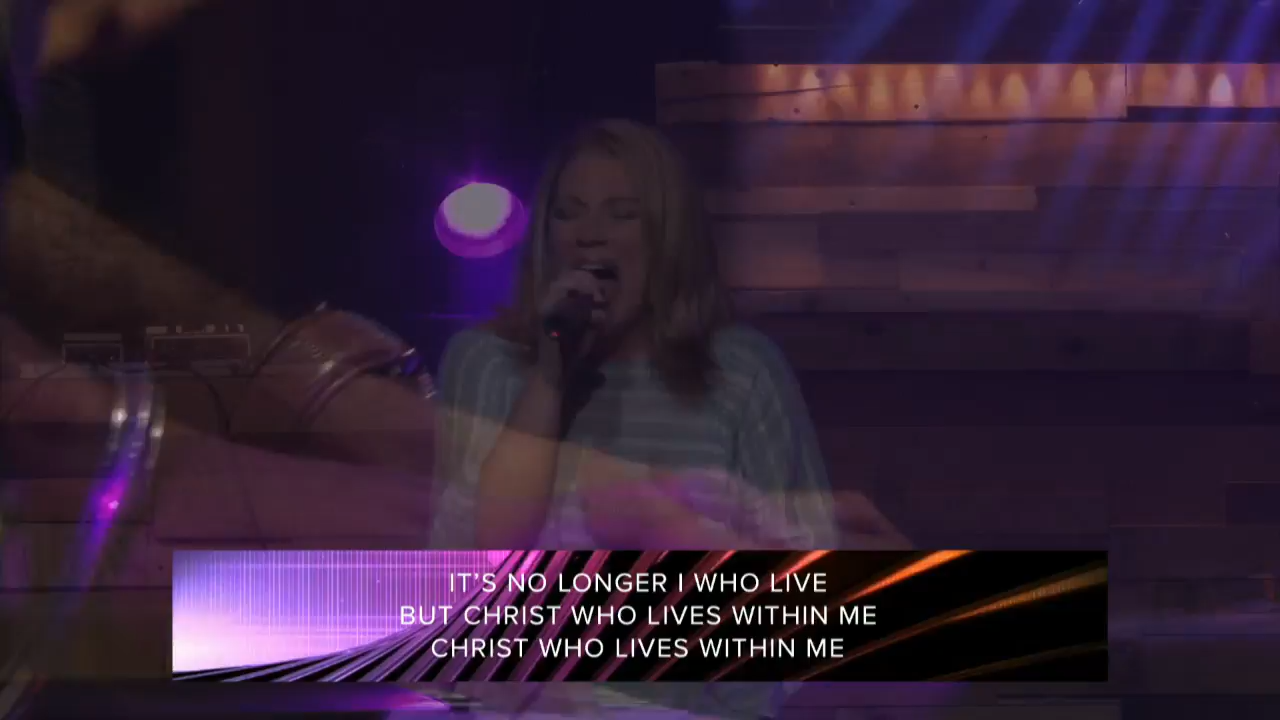 IT'S NO LONGER I WHO LIVE
BUT CHRIST WHO LIVES WITHIN ME
CHRIST WHO LIVES WITHIN ME